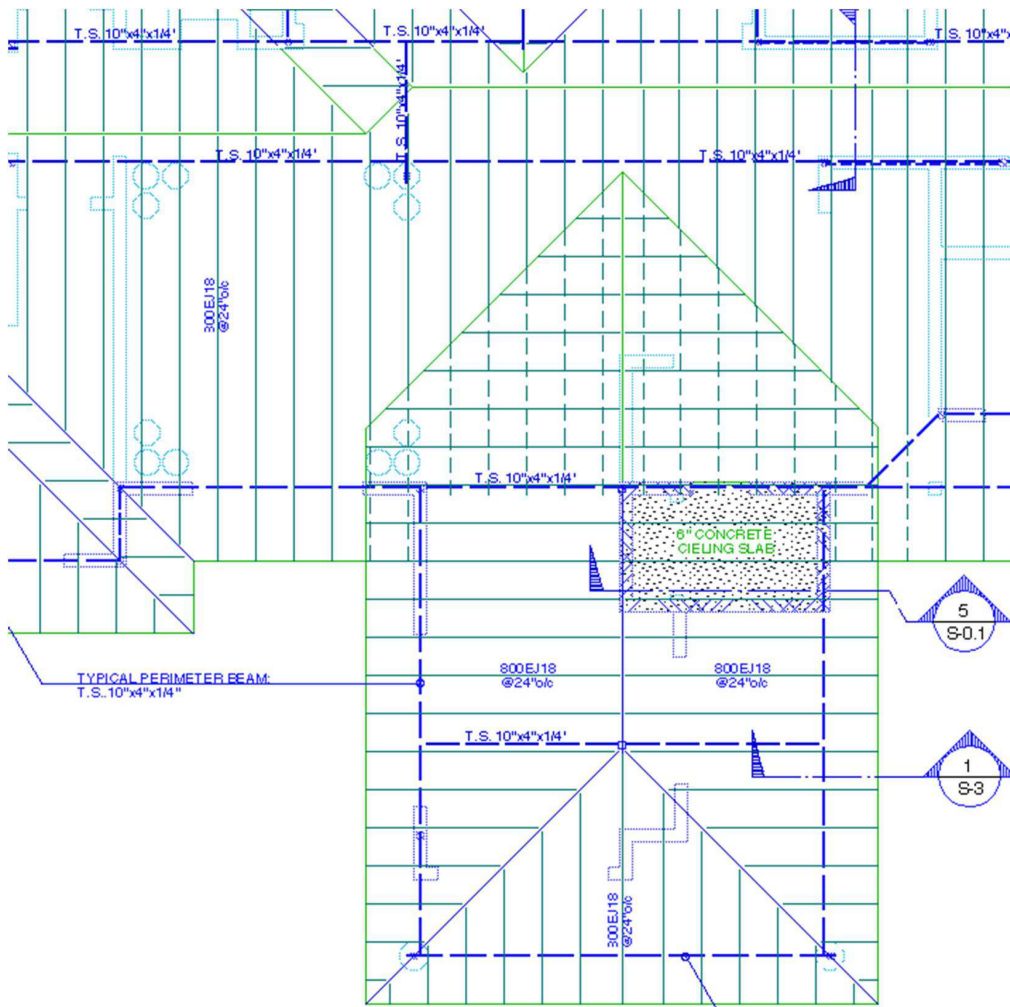 T.S. 10"x4"x1/4'
T.S. 10"x4"x1/4'
T.S. 10"x4"x
T.S. 10"x4"x1/4'
T.S. 10"x4"x1/4'
T.S. 10"x4"x1/4'
800EJ18
@24"o/c
T.S. 10"x4"x1/4'
6" CONCRETE
CIELING SLAB
5
S-0.1
TYPICAL PERIMETER BEAM:
T.S..10"x4"x1/4"
800EJ18
@24"o/c
800EJ18
@24"o/c
T.S. 10"x4"x1/4'
1
S-3
800EJ18
@24"o/c